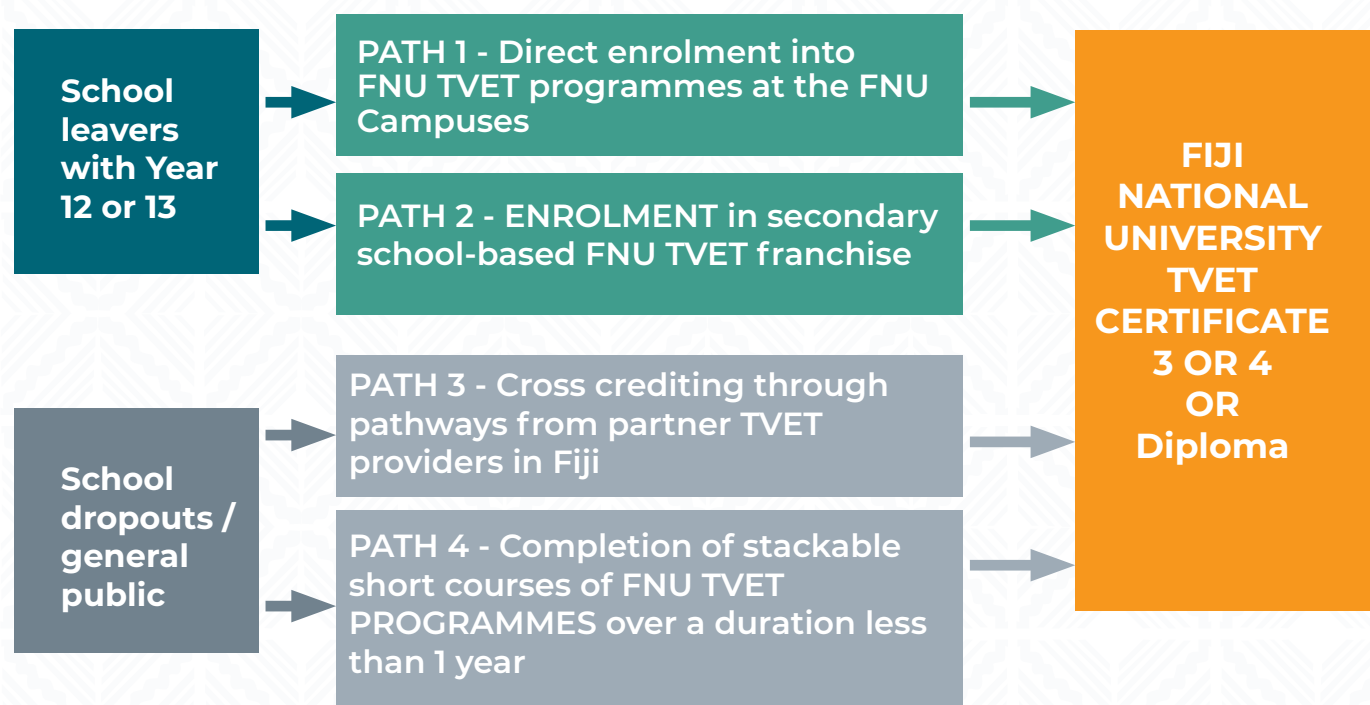 School
leavers
with Year
12 or 13
PATH 1 - Direct enrolment into
FNU TVET programmes at the FNU
Campuses
PATH 2 - ENROLMENT in secondary
school-based FNU TVET franchise
School
dropouts /
general
public
PATH 3 - Cross crediting through
pathways from partner TVET
providers in Fiji
PATH 4 - Completion of stackable
short courses of FNU TVET
PROGRAMMES over a duration less
than 1 year
FIJI
NATIONAL
UNIVERSITY
TVET
CERTIFICATE
3 OR 4
OR
Diploma